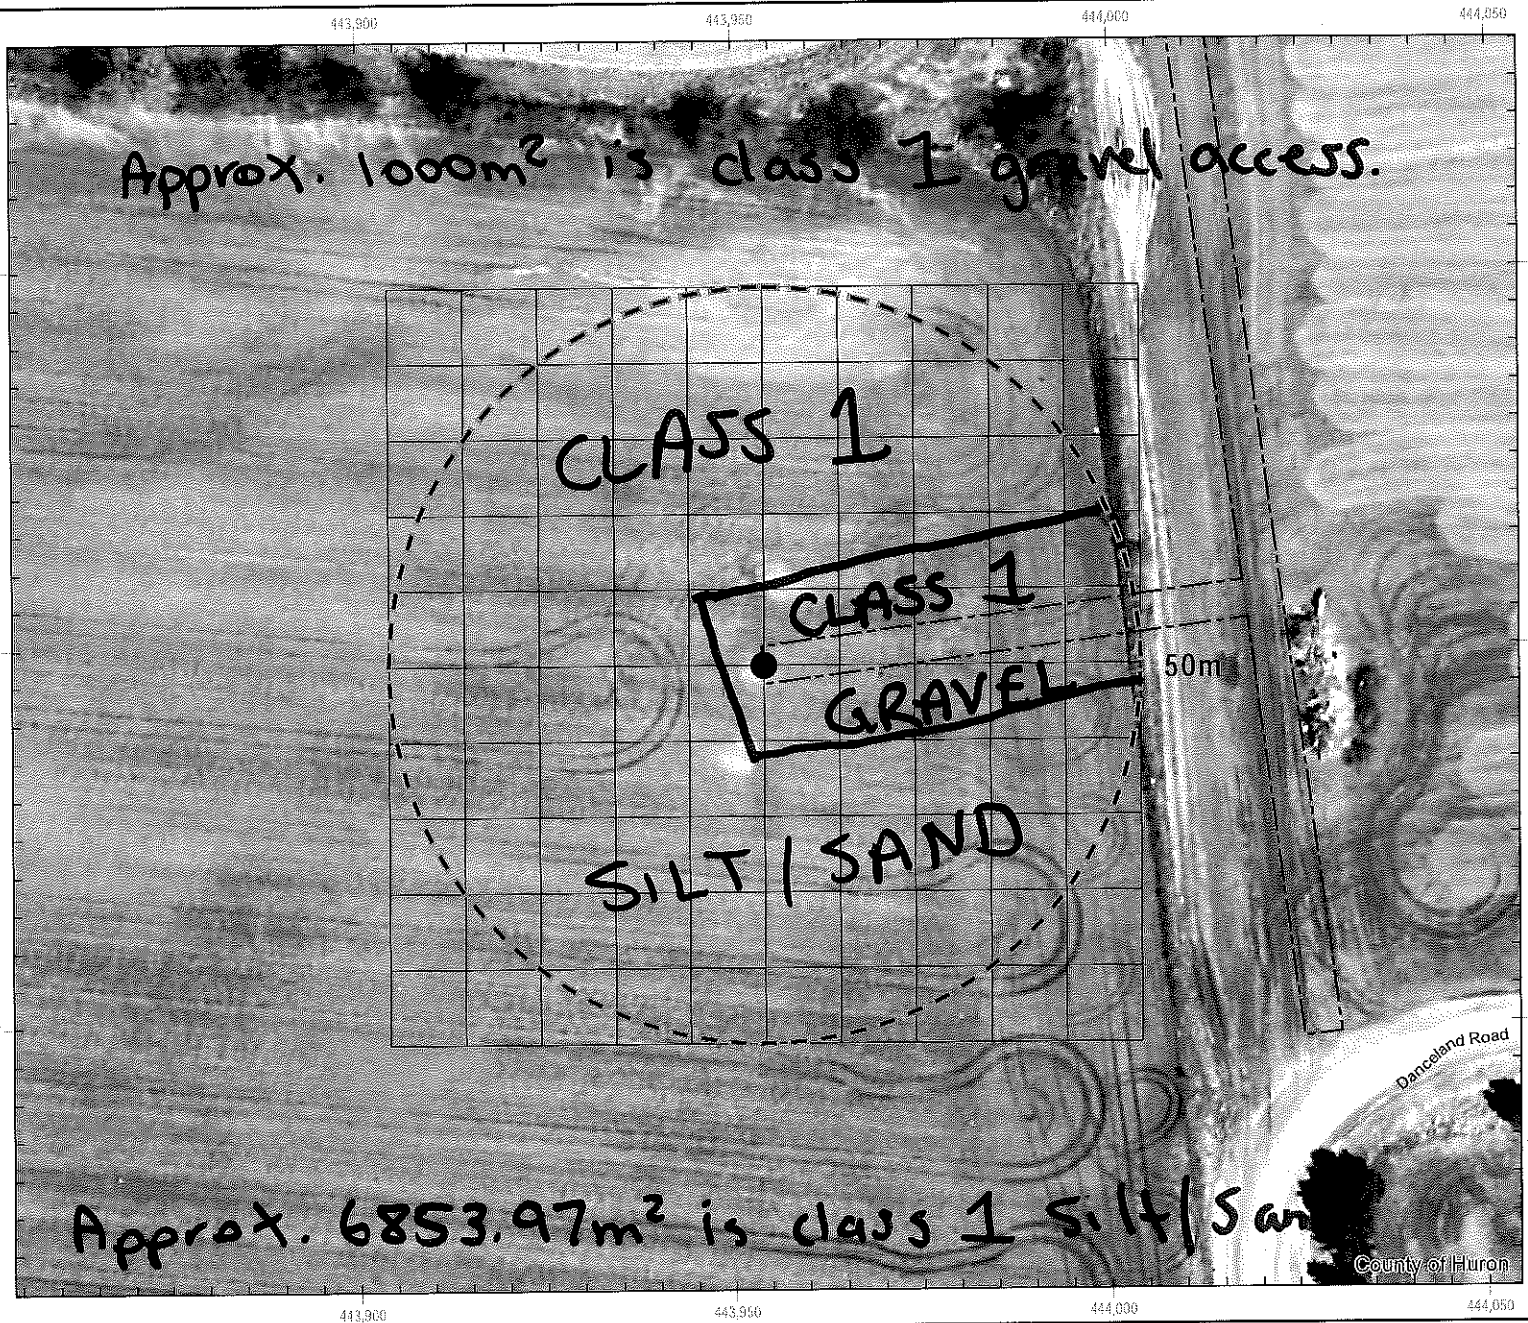 443,900 443,950 444,000 444,050
Approx. 1000m² is class 1 gravel access.
CLASS 1
CLASS 1
50m
GRAVEL
SILT/SAND
Danceland Road
Approx. 6853.97m² is class 1 Silt/San
County of Huron
443,900 443,950 444,000 444,050